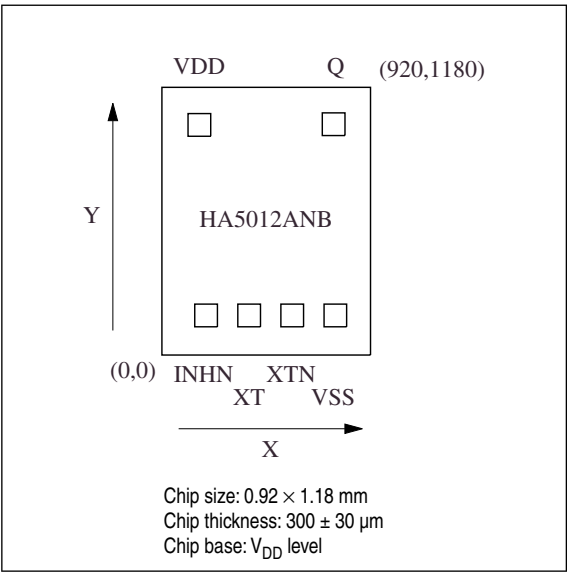 VDD Q (920,1180)
Y
HA5012ANB
(0,0) INHN XTN
XT VSS
X
Chip size: 0.92 × 1.18 mm
Chip thickness: 300 ± 30 µm
Chip base: VDD level